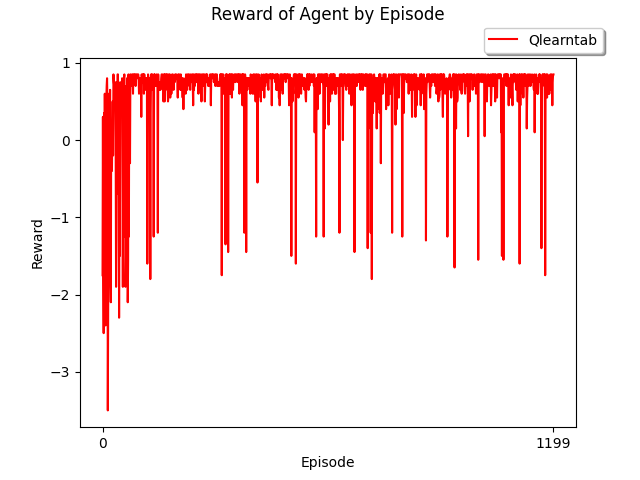 Reward of Agent by Episode
Qlearntab
1
0
−1
−2
−3
Reward
0
1199
Episode